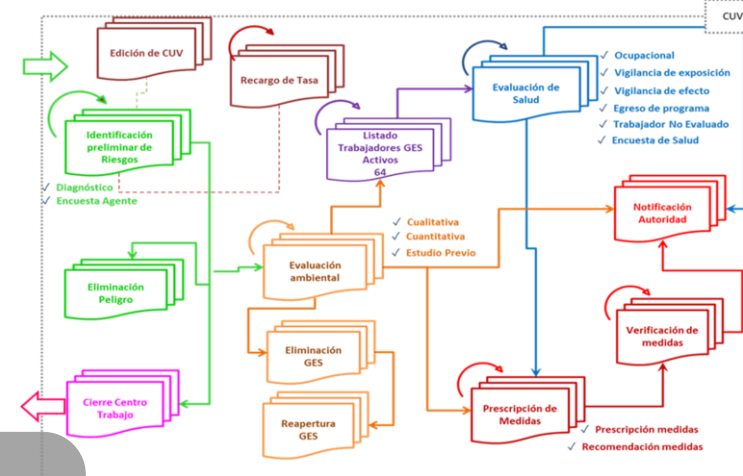 CUV
Edición de CUV
Recargo de Tasa
Evaluación de
Salud
✓ Ocupacional
✓ Vigilancia de exposición
✓ Vigilancia de efecto
✓ Egreso de programa
✓ Trabajador No Evaluado
✓ Encuesta de Salud
Identificación
preliminar de
Riesgos
✓ Diagnóstico
✓ Encuesta Agente
Listado
Trabajadores GES
Activos
64
Notificación
Autoridad
✓ Cualitativa
✓ Cuantitativa
✓ Estudio Previo
Evaluación
ambiental
Eliminación
Peligro
Verificación de
medidas
Eliminación
GES
Cierre Centro
Trabajo
Reapertura
GES
Prescripción de
Medidas
✓ Prescripción medidas
✓ Recomendación medidas